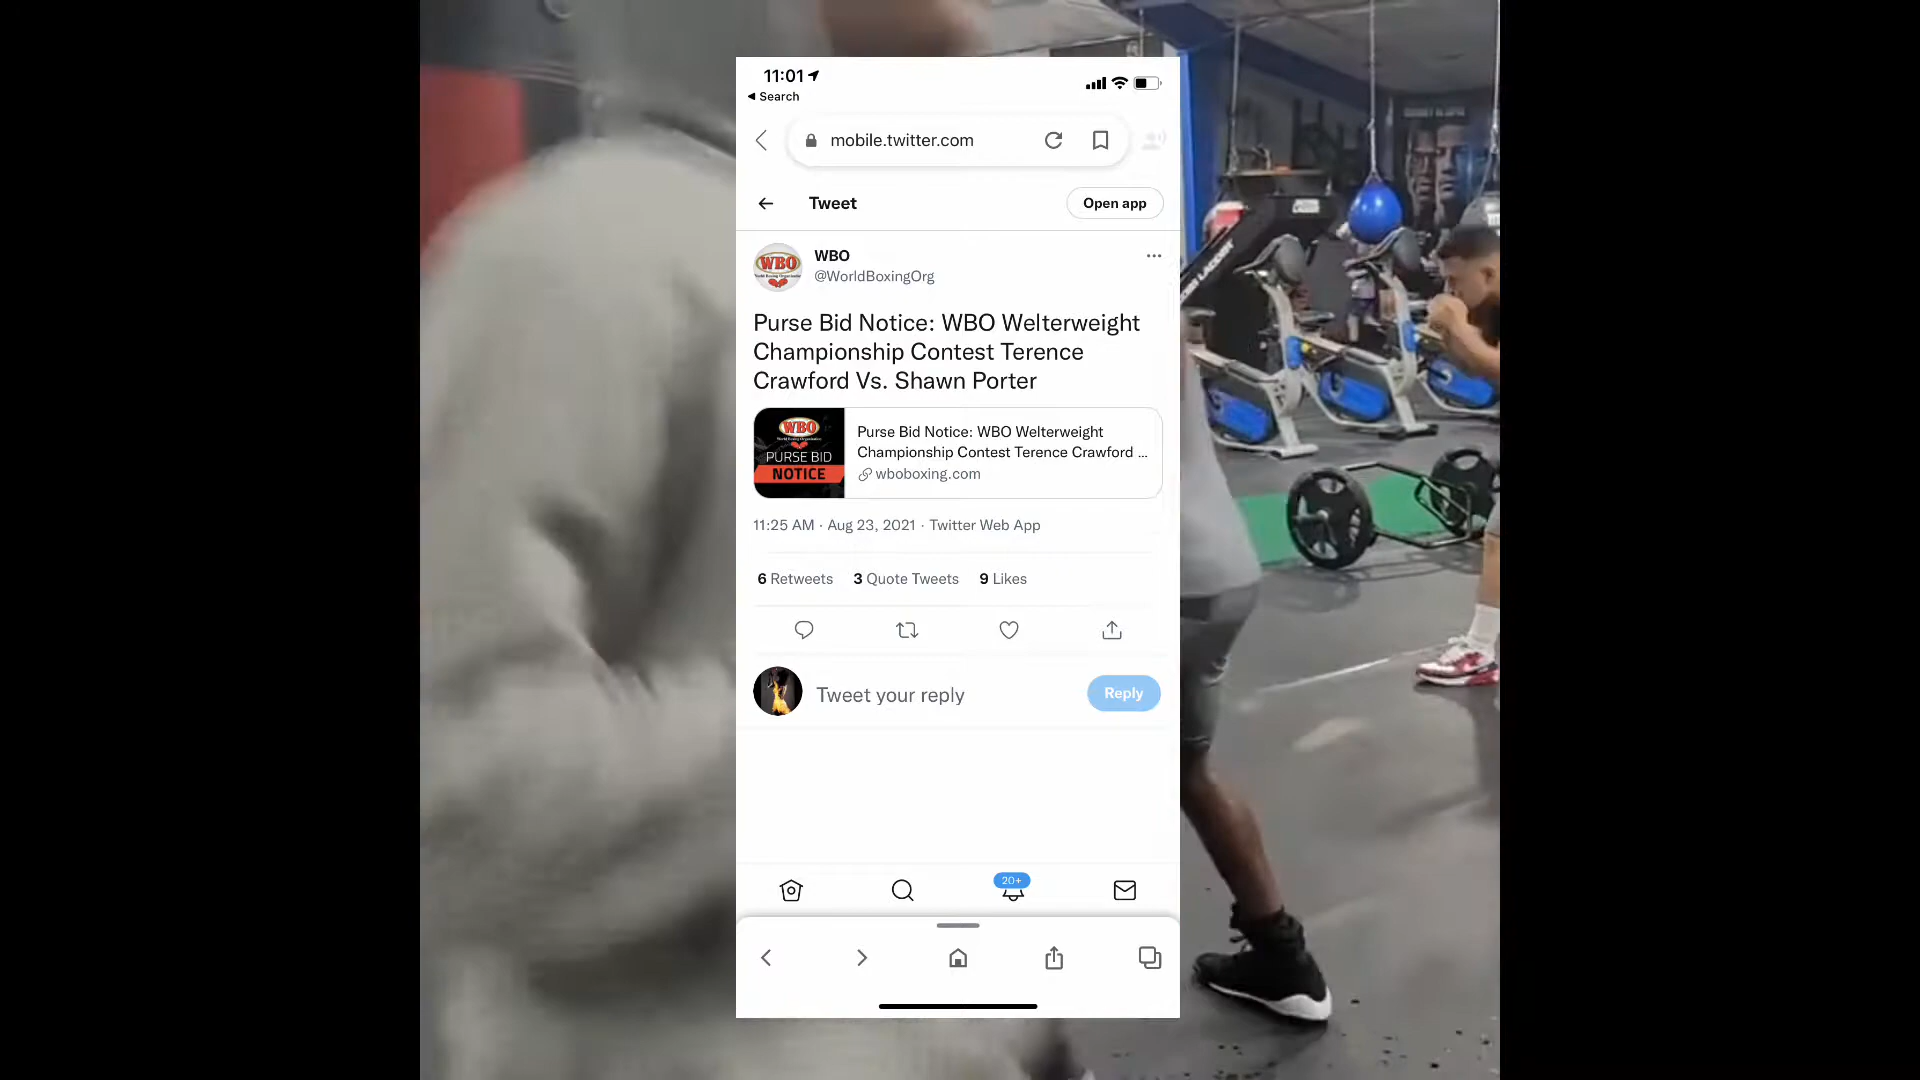 11:01
Search
mobile.twitter.com
Tweet
Open app
WBO
@WorldBoxingOrg
Purse Bid Notice: WBO Welterweight
Championship Contest Terence
Crawford Vs. Shawn Porter
WBO
World Boxing Organization
PURSE BID
NOTICE
Purse Bid Notice: WBO Welterweight
Championship Contest Terence Crawford ...
wboboxing.com
11:25 AM · Aug 23, 2021 · Twitter Web App
6 Retweets 3 Quote Tweets 9 Likes
Tweet your reply
Reply
20+